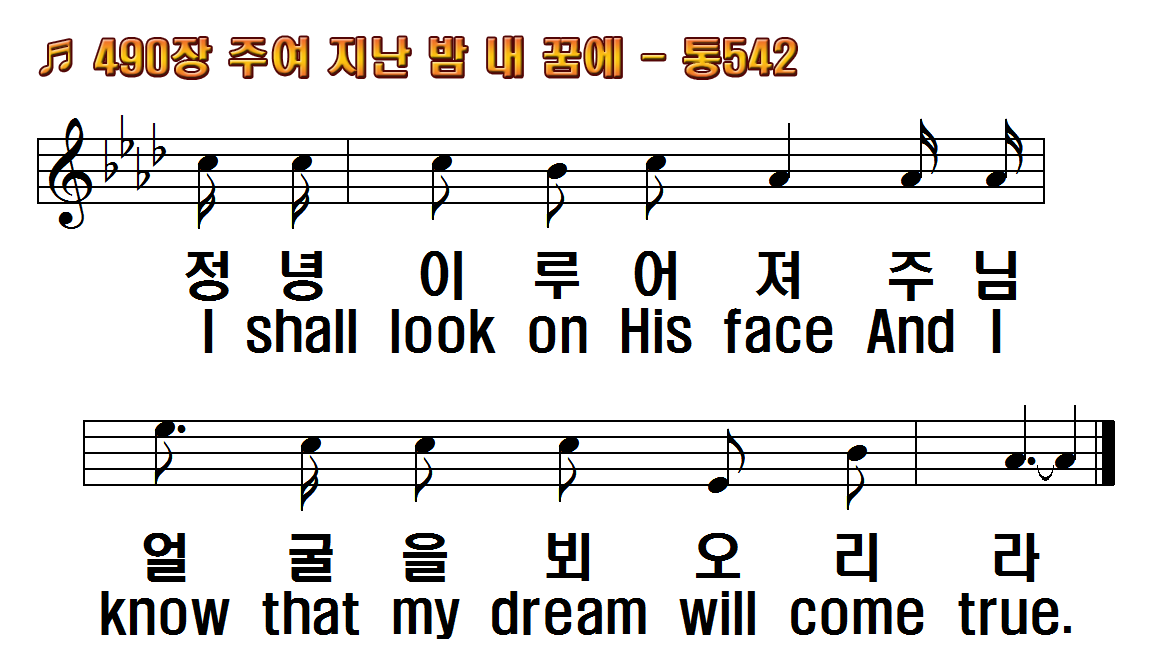 ♬ 490장 주여 지난 밤 내 꿈에 - 통542
정 녕 이 루 어 져 주 님
I shall look on His face And I
얼 굴 을 뵈 오 리 라
know that my dream will come true.